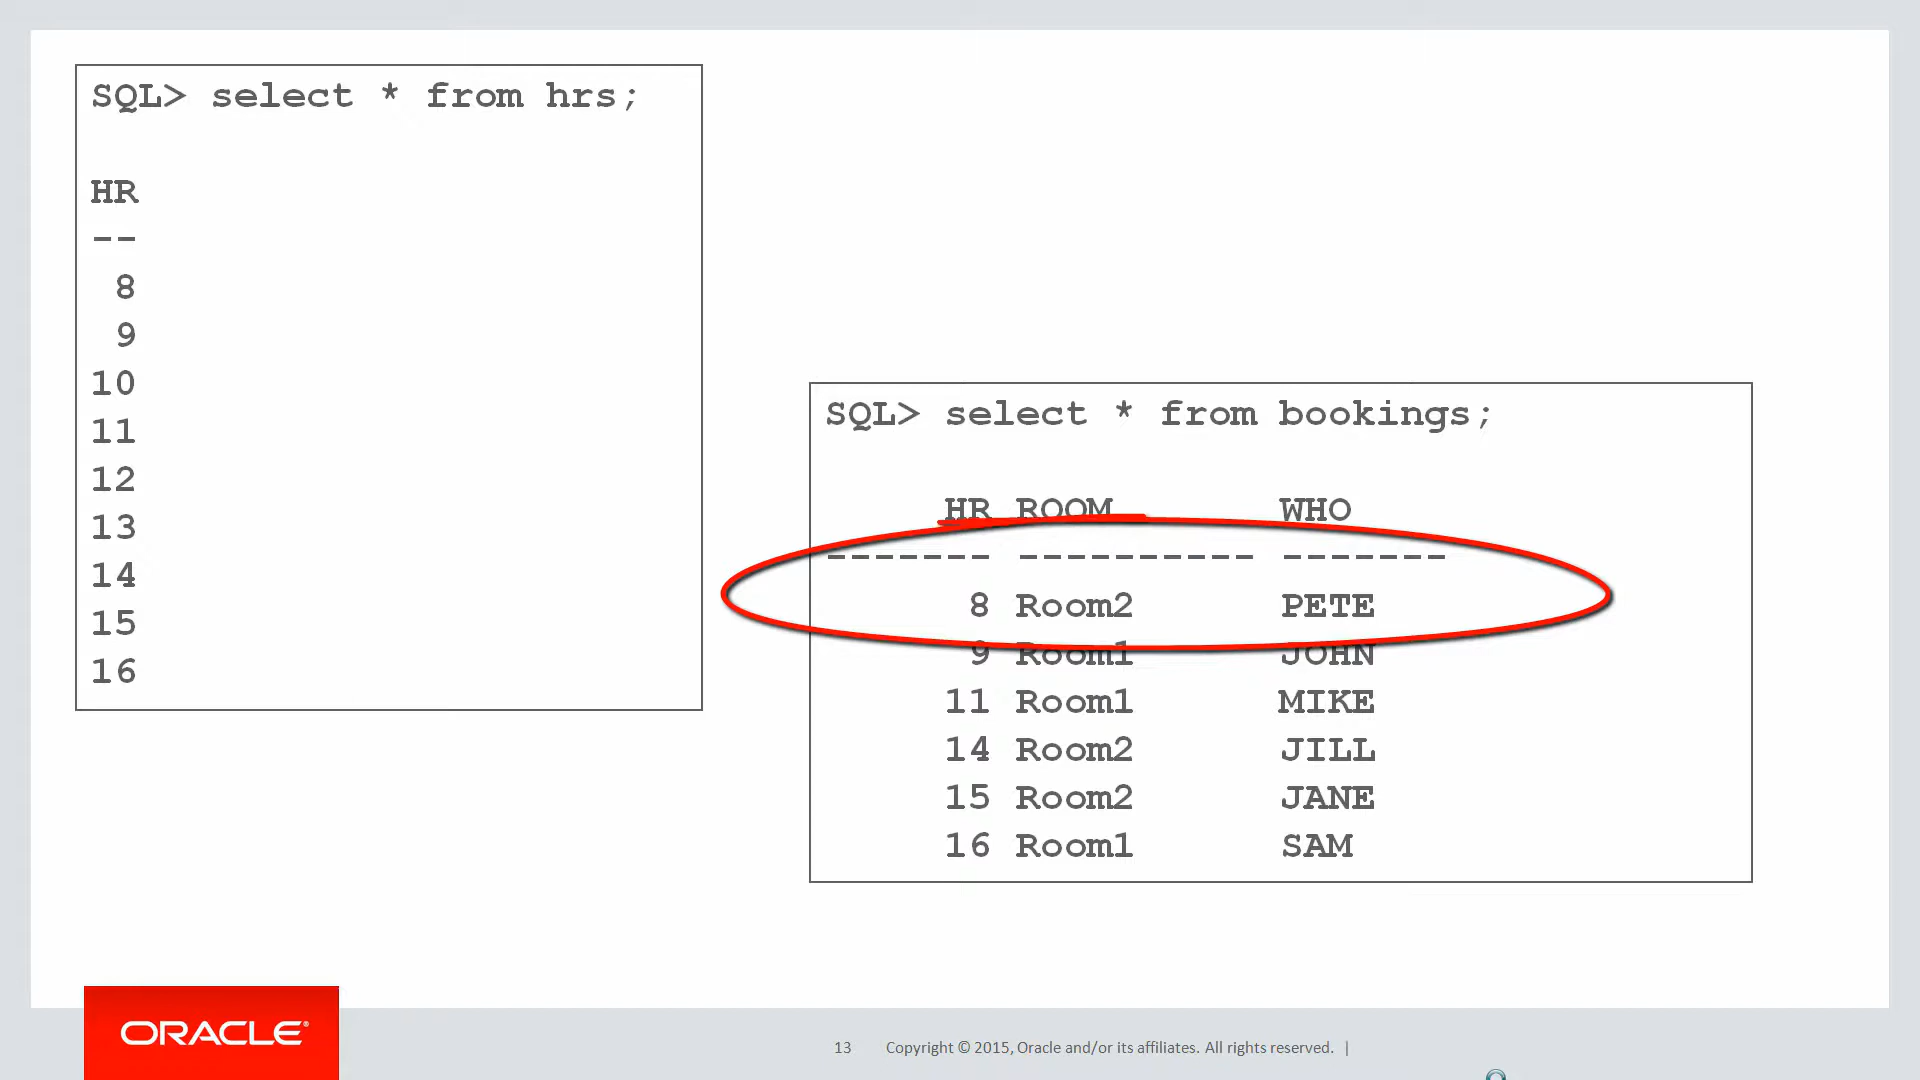 SQL> select * from hrs;
HR
--
8
9
10
11
12
13
14
15
16
SQL> select * from bookings;
HR ROOM WHO
------- ---------- -------
8 Room2 PETE
9 Room1 JOHN
11 Room1 MIKE
14 Room2 JILL
15 Room2 JANE
16 Room1 SAM
ORACLE®
13 Copyright © 2015, Oracle and/or its affiliates. All rights reserved. |